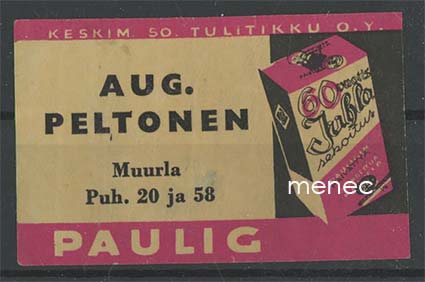 KESKIM. 50. TULITIKKU O.Y.
AUG.
PELTONEN
Muurla
Puh. 20 ja 58
PAULIG
60
Juhla
sekoitus
menec